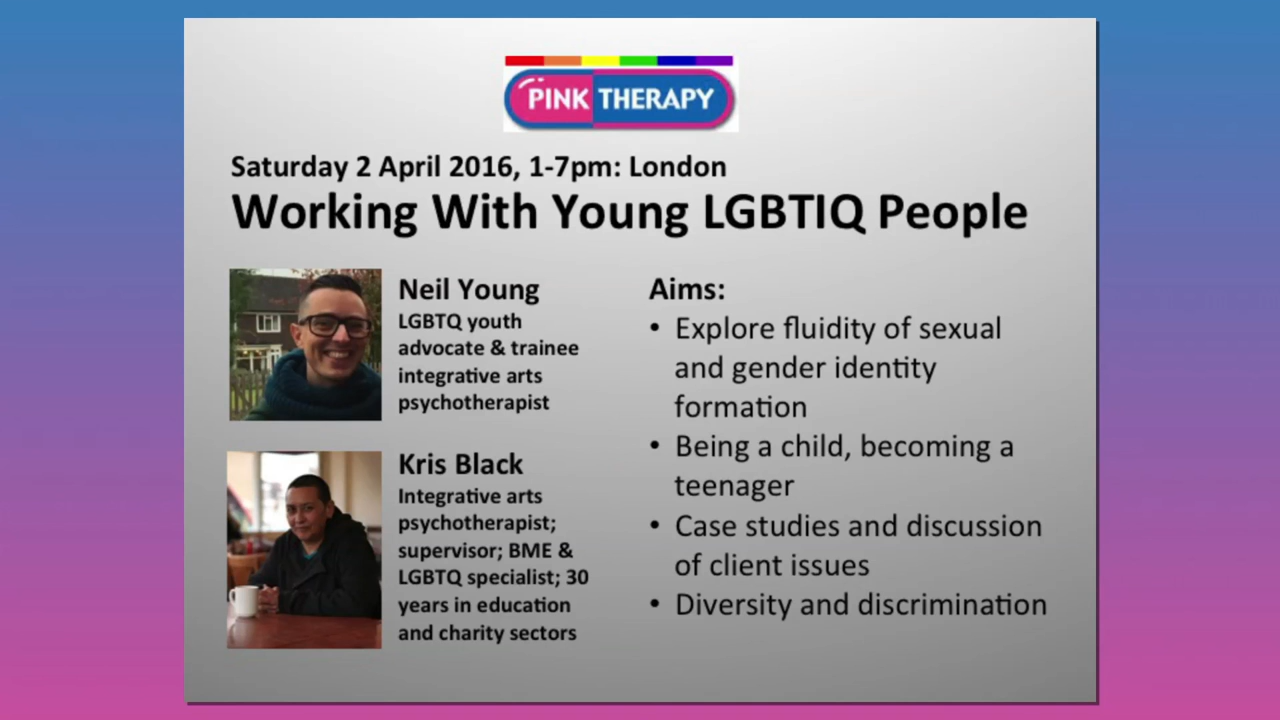 PINK THERAPY
Saturday 2 April 2016, 1-7pm: London
Working With Young LGBTIQ People
Neil Young
LGBTQ youth
advocate & trainee
integrative arts
psychotherapist
Kris Black
Integrative arts
psychotherapist;
supervisor; BME &
LGBTQ specialist; 30
years in education
and charity sectors
Aims:
• Explore fluidity of sexual
and gender identity
formation
• Being a child, becoming a
teenager
• Case studies and discussion
of client issues
• Diversity and discrimination